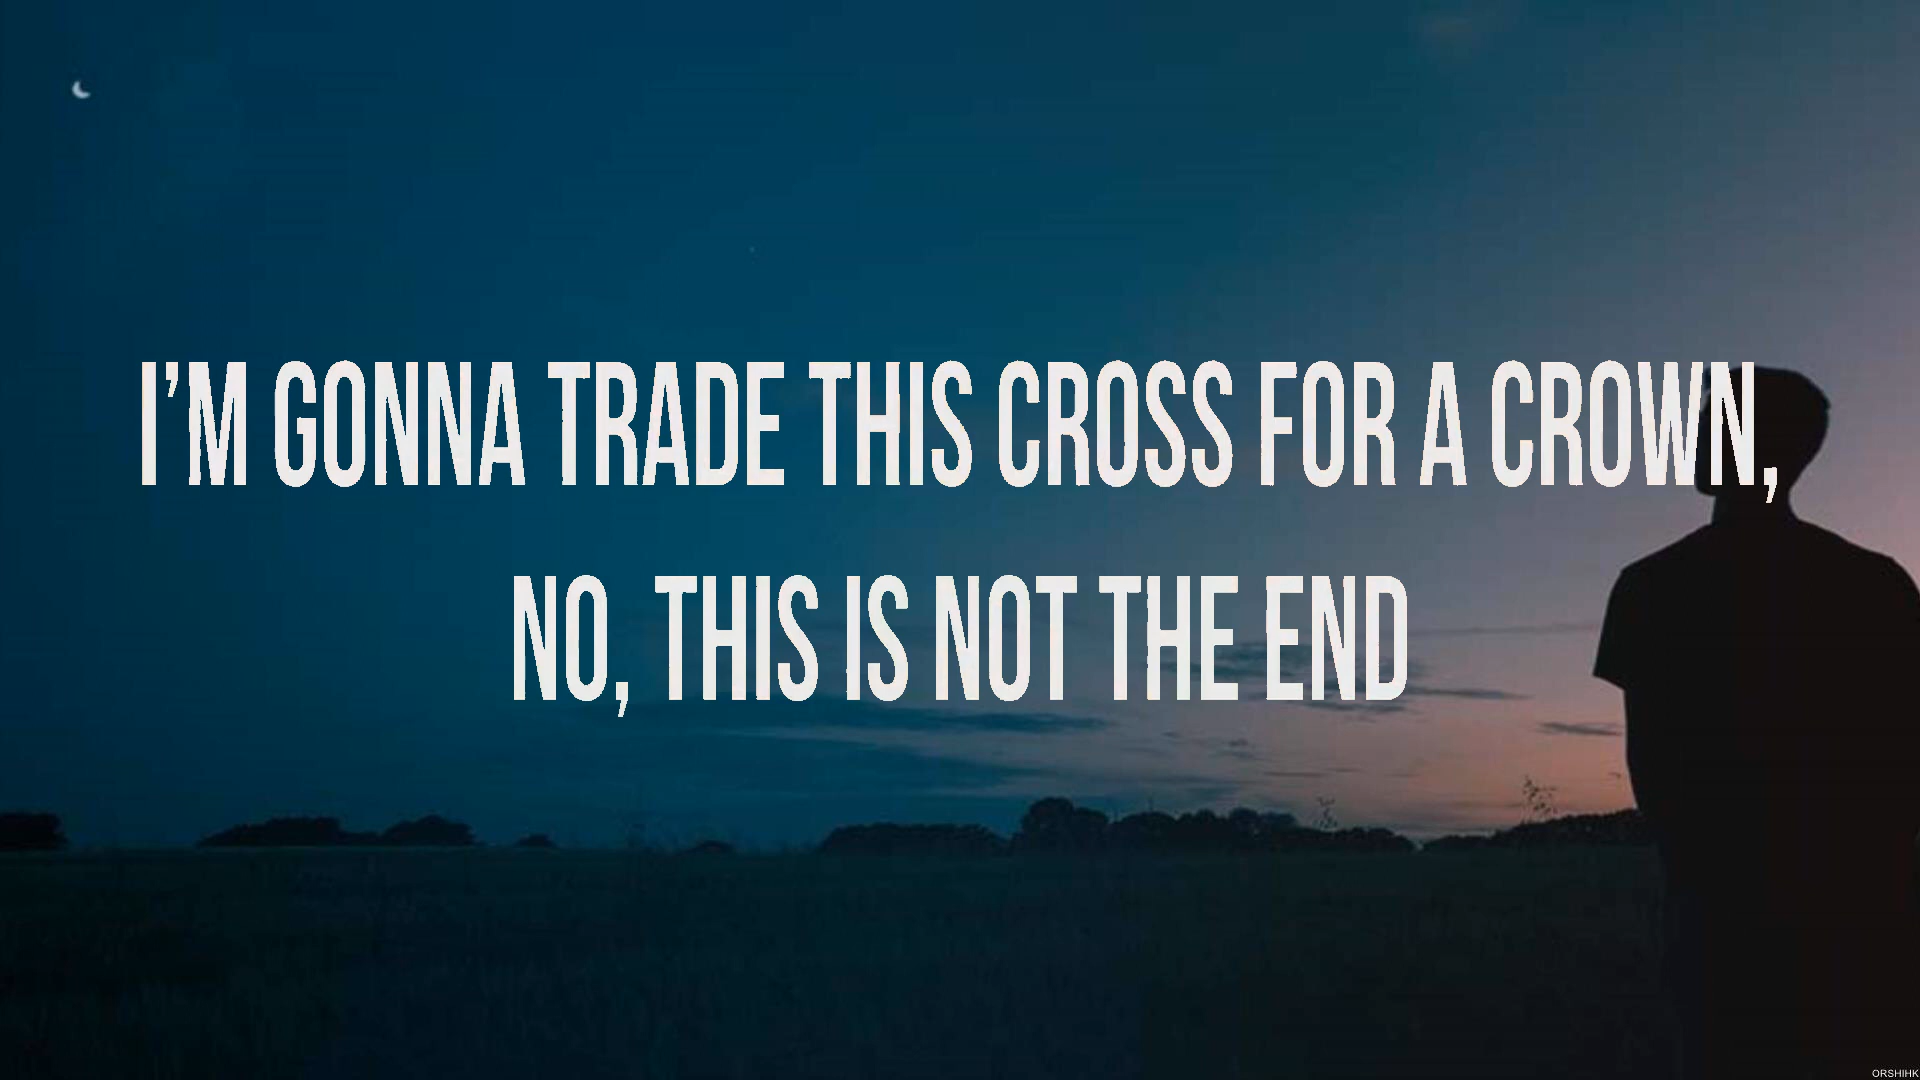 I'M GONNA TRADE THIS CROSS FOR A CROWN,
NO, THIS IS NOT THE END
ORSHIHK